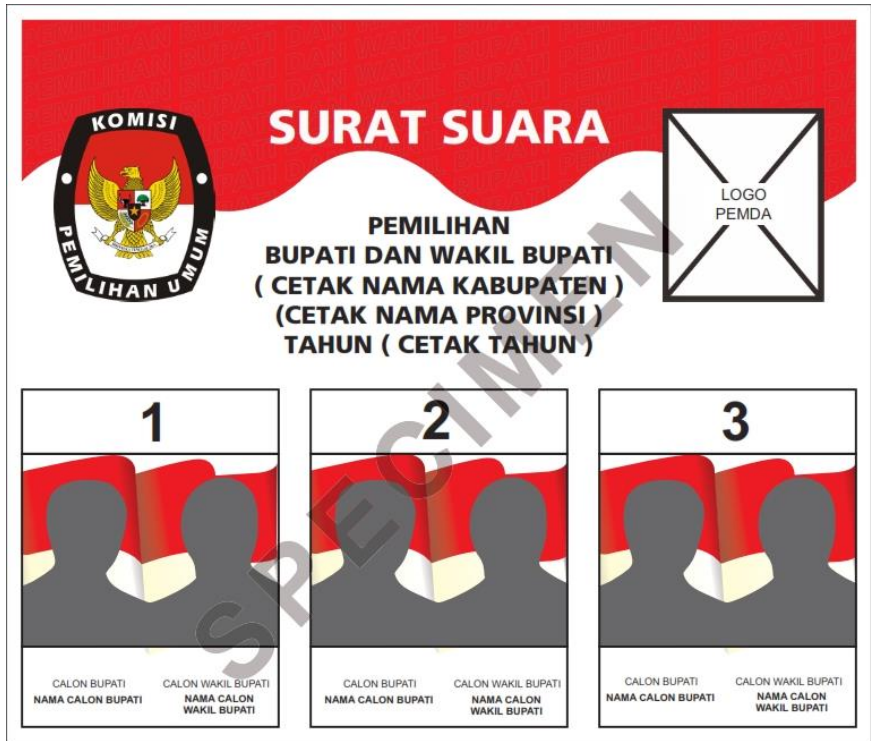 KOMISI
PEMILIHAN UMUM
SURAT SUARA
LOGO
PEMDA
PEMILIHAN
BUPATI DAN WAKIL BUPATI
( CETAK NAMA KABUPATEN )
(CETAK NAMA PROVINSI )
TAHUN ( CETAK TAHUN )
SPECIMEN
1
CALON BUPATI
NAMA CALON BUPATI
CALON WAKIL BUPATI
NAMA CALON
WAKIL BUPATI
2
CALON BUPATI
NAMA CALON BUPATI
CALON WAKIL BUPATI
NAMA CALON
WAKIL BUPATI
3
CALON BUPATI
NAMA CALON BUPATI
CALON WAKIL BUPATI
NAMA CALON
WAKIL BUPATI